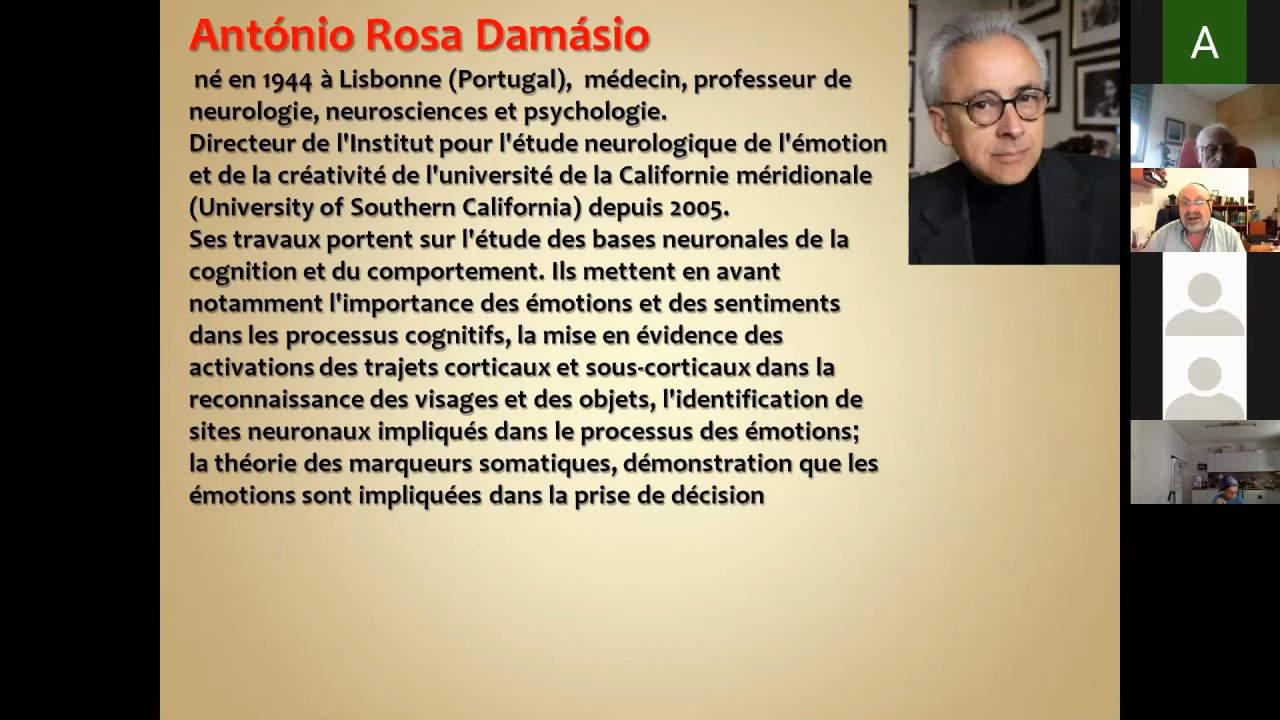 António Rosa Damásio
né en 1944 à Lisbonne (Portugal), médecin, professeur de
neurologie, neurosciences et psychologie.
Directeur de l'Institut pour l'étude neurologique de l'émotion
et de la créativité de l'université de la Californie méridionale
(University of Southern California) depuis 2005.
Ses travaux portent sur l'étude des bases neuronales de la
cognition et du comportement. Ils mettent en avant
notamment l'importance des émotions et des sentiments
dans les processus cognitifs, la mise en évidence des
activations des trajets corticaux et sous-corticaux dans la
reconnaissance des visages et des objets, l'identification de
sites neuronaux impliqués dans le processus des émotions;
la théorie des marqueurs somatiques, démonstration que les
émotions sont impliquées dans la prise de décision
A